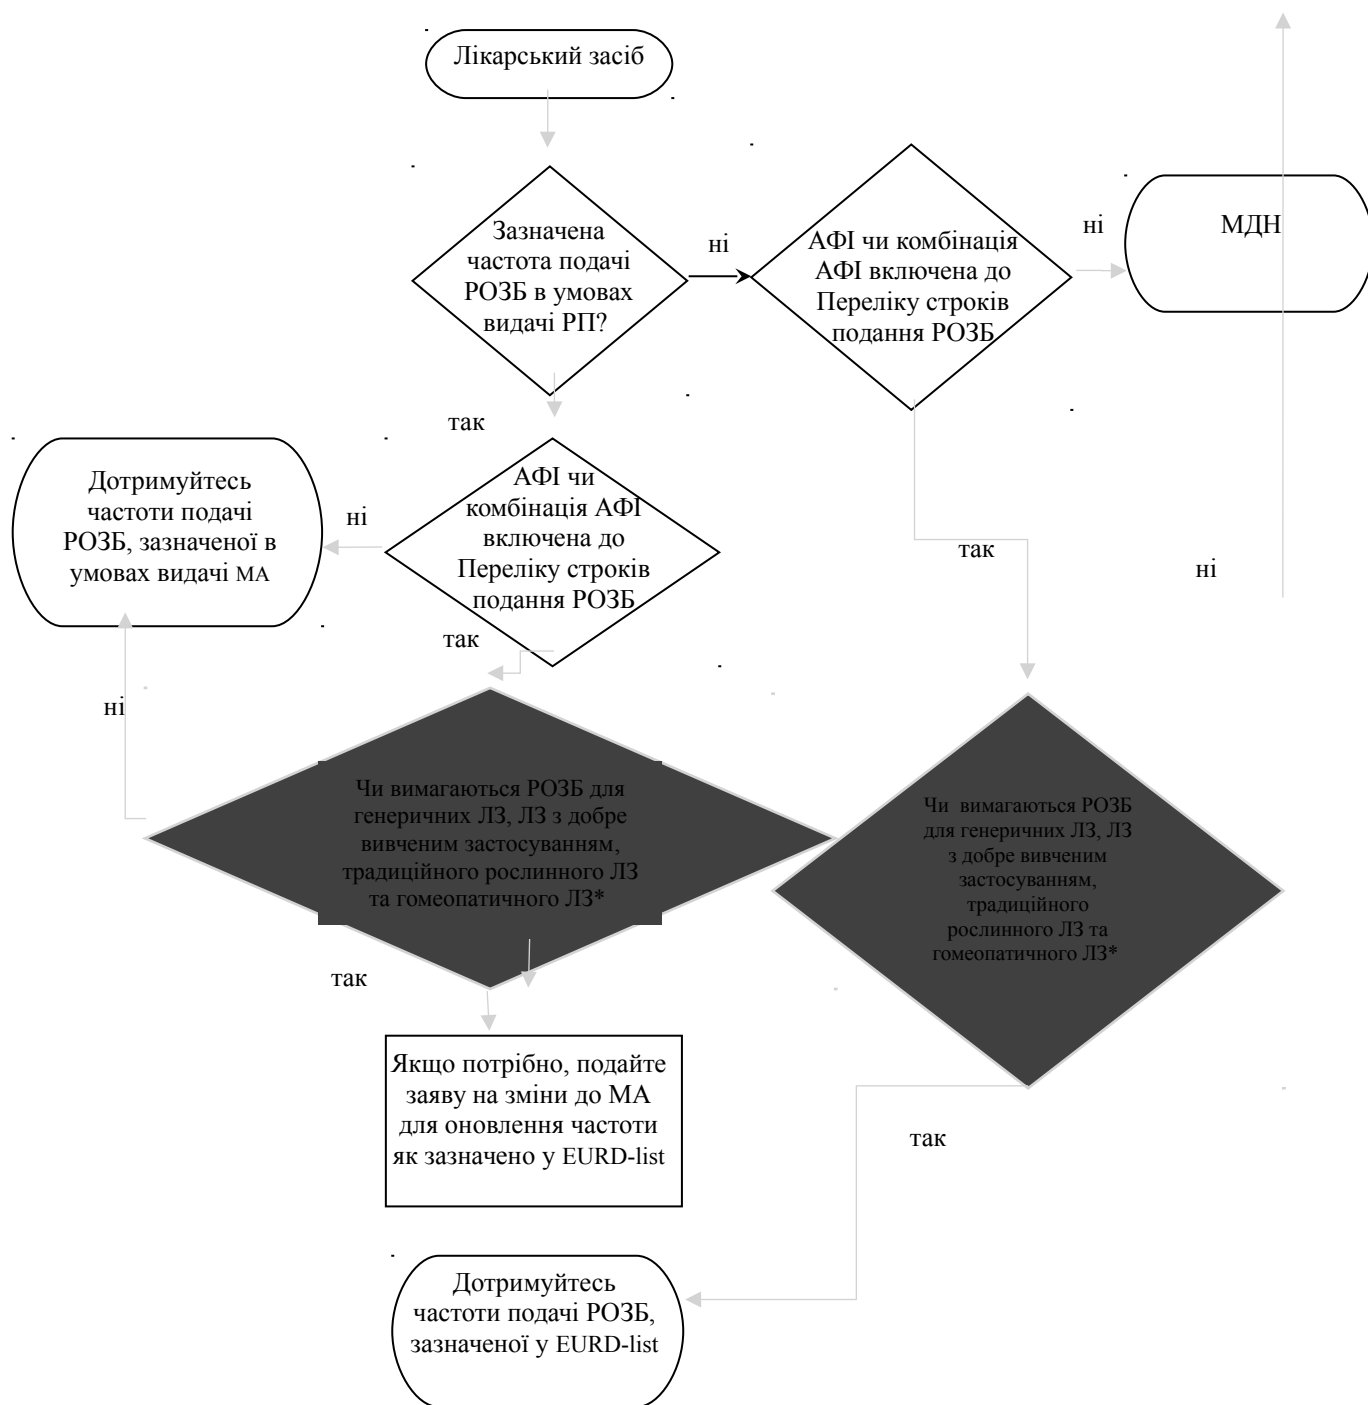 Лікарський засіб
Зазначена
частота подачі
РОЗБ в умовах
видачі РП?
ні
АФІ чи комбінація
АФІ включена до
Переліку строків
подання РОЗБ
ні
МДН
так
Дотримуйтесь
частоти подачі
РОЗБ, зазначеної в
умовах видачі МА
ні
АФІ чи
комбінація АФІ
включена до
Переліку строків
подання РОЗБ
так
ні
так
ні
Чи вимагаються РОЗБ для
генеричних ЛЗ, ЛЗ з добре
вивченим застосуванням,
традиційного рослинного ЛЗ
та гомеопатичного ЛЗ*
Чи вимагаються РОЗБ
для генеричних ЛЗ, ЛЗ
з добре вивченим
застосуванням,
традиційного
рослинного ЛЗ та
гомеопатичного ЛЗ*
так
Якщо потрібно, подайте
заяву на зміни до МА
для оновлення частоти
як зазначено у EURD-list
так
Дотримуйтесь
частоти подачі РОЗБ,
зазначеної у EURD-list